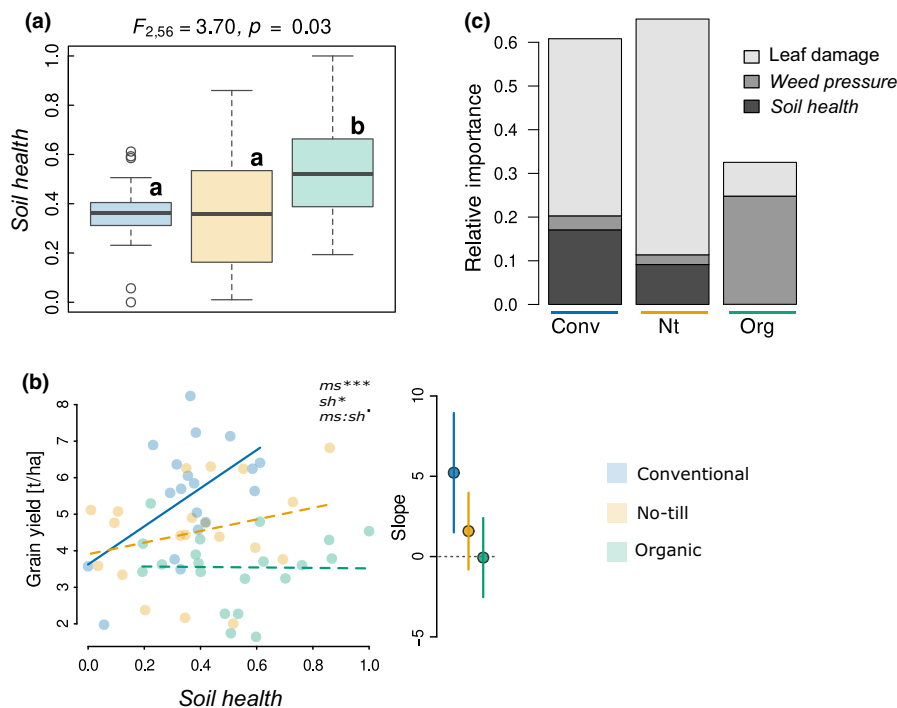 (a)
F2,56 = 3.70, p = 0.03
Soil health
0.0
0.2
0.4
0.6
0.8
1.0
a
a
b
(c)
Relative importance
0.0
0.1
0.2
0.3
0.4
0.5
0.6
Leaf damage
Weed pressure
Soil health
Conv
Nt
Org
(b)
Grain yield [t/ha]
8
7
6
5
4
3
2
ms***
sh*
ms:sh.
0.0
0.2
0.4
0.6
0.8
1.0
Soil health
Slope
10
5
0
−5
Conventional
No-till
Organic